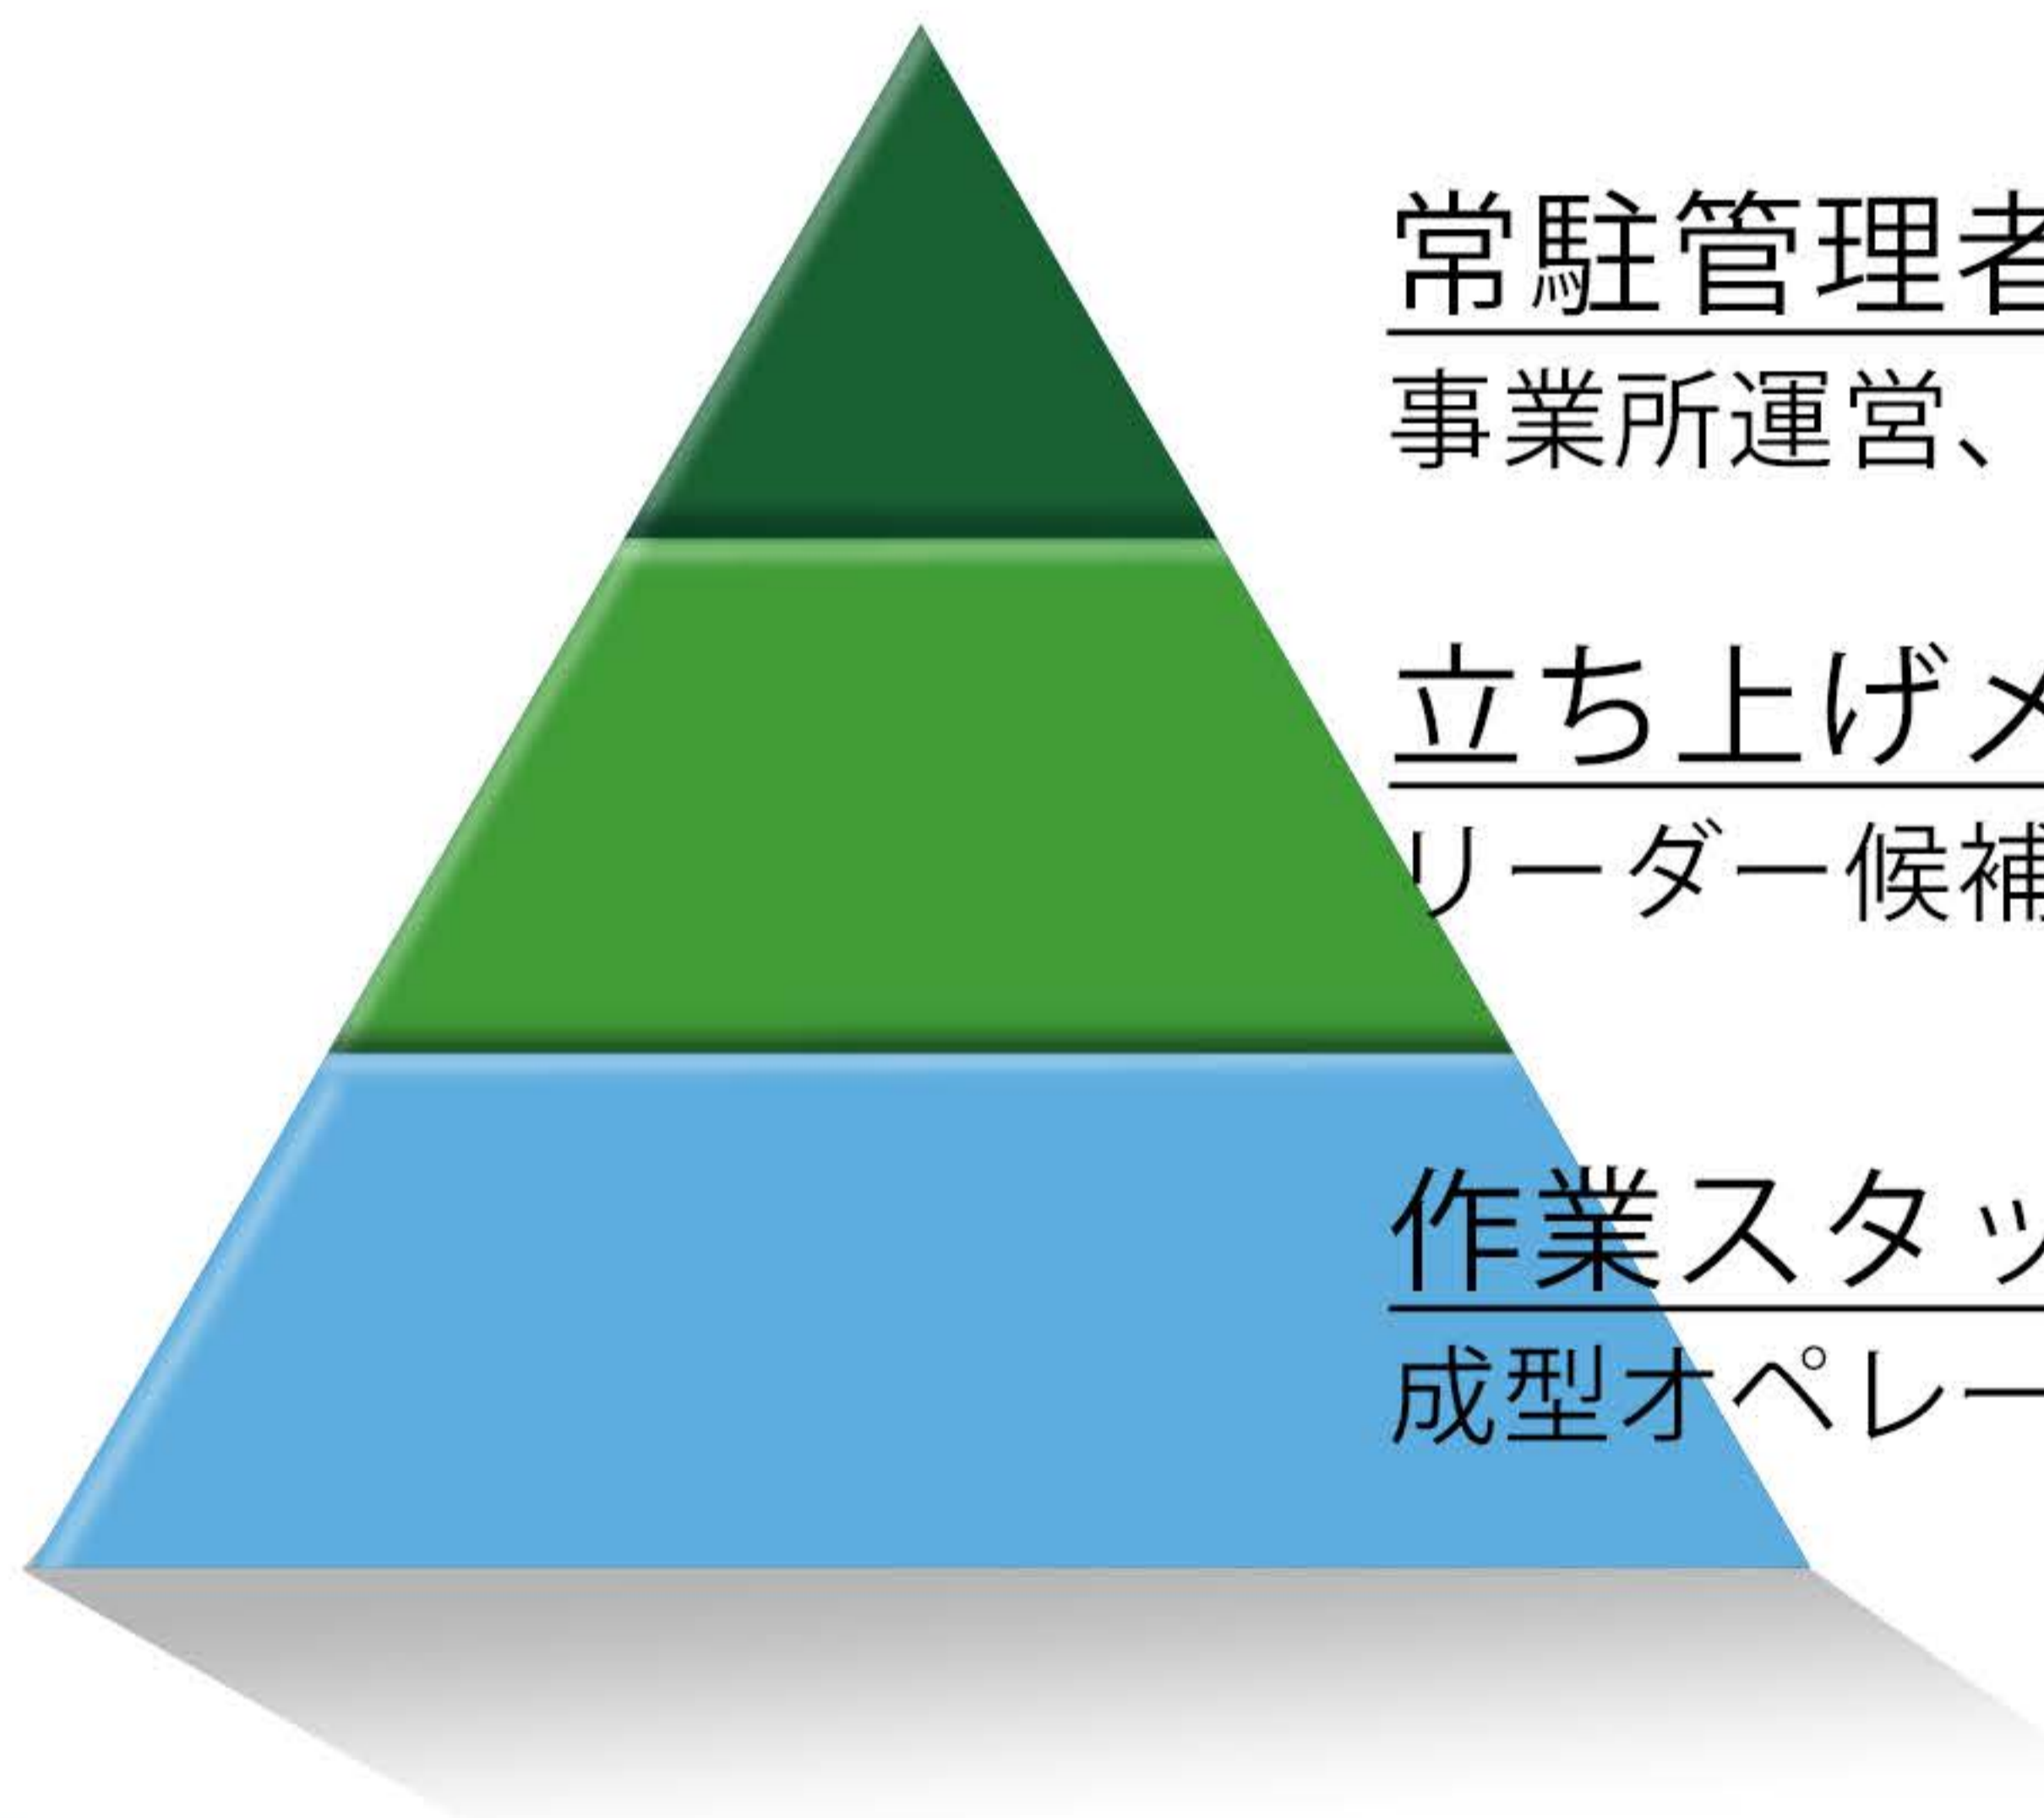 常駐管理者
事業所運営、
立ち上げメ
リーダー候補
作業スタッ
成型オペレー